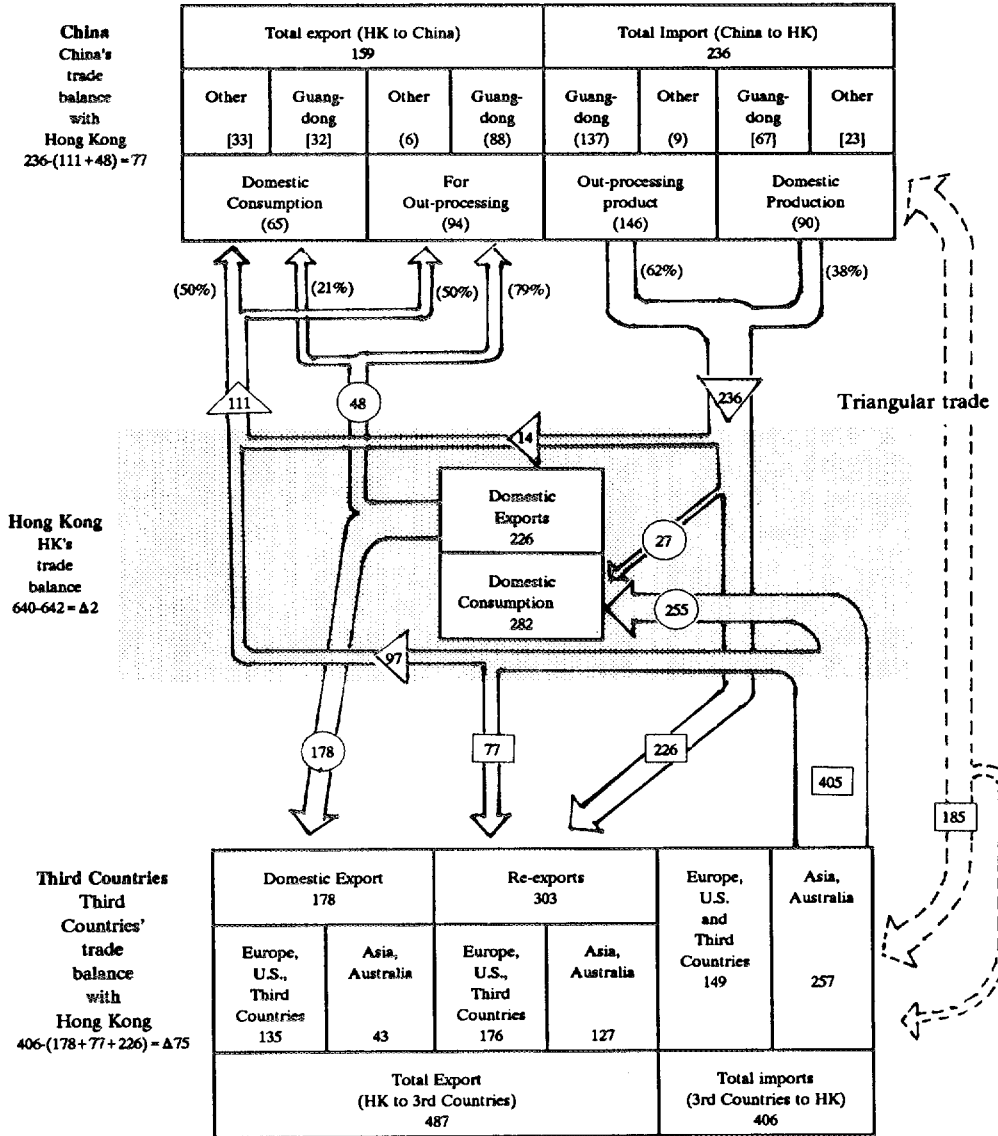 China
China's
trade
balance
with
Hong Kong
236-(111+48) = 77
Total export (HK to China)
159
Total Import (China to HK)
236
Other
[33]
Guang-
dong
[32]
Other
(6)
Guang-
dong
(88)
Guang-
dong
(137)
Other
(9)
Guang-
dong
[67]
Other
[23]
Domestic
Consumption
(65)
For
Out-processing
(94)
Out-processing
product
(146)
Domestic
Production
(90)
(50%)
(21%)
(50%)
(79%)
(62%)
(38%)
111
48
236
Triangular trade
14
Hong Kong
HK's
trade
balance
640-642 = Δ2
Domestic
Exports
226
Domestic
Consumption
282
27
255
97
178
77
226
405
185
Third Countries
Third
Countries'
trade
balance
with
Hong Kong
406-(178+77+226) = Δ75
Domestic Export
178
Re-exports
303
Europe,
U.S.
and
Third
Countries
149
Asia,
Australia
257
Europe,
U.S.,
Third
Countries
135
Asia,
Australia
43
Europe,
U.S.,
Third
Countries
176
Asia,
Australia
127
Total Export
(HK to 3rd Countries)
487
Total imports
(3rd Countries to HK)
406